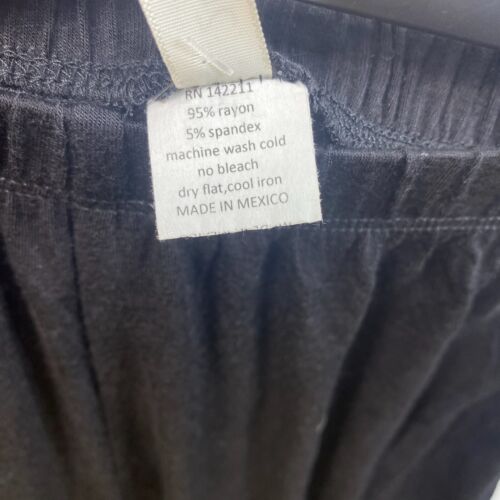 RN 142211
95% rayon
5% spandex
machine wash cold
no bleach
dry flat,cool iron
MADE IN MEXICO